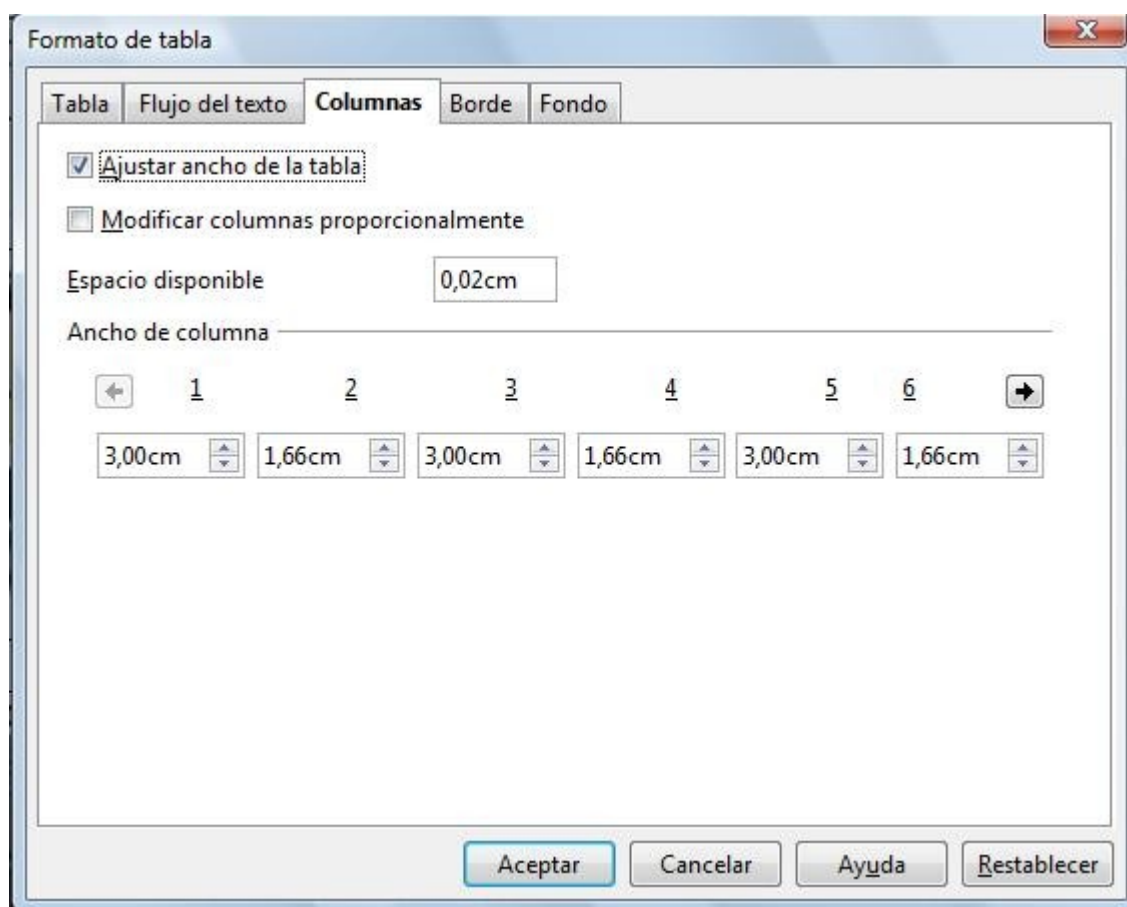 Formato de tabla
Tabla Flujo del texto Columnas Borde Fondo
Ajustar ancho de la tabla
Modificar columnas proporcionalmente
Espacio disponible 0,02cm
Ancho de columna
1 2 3 4 5 6
3,00cm 1,66cm 3,00cm 1,66cm 3,00cm 1,66cm
Aceptar Cancelar Ayuda Restablecer